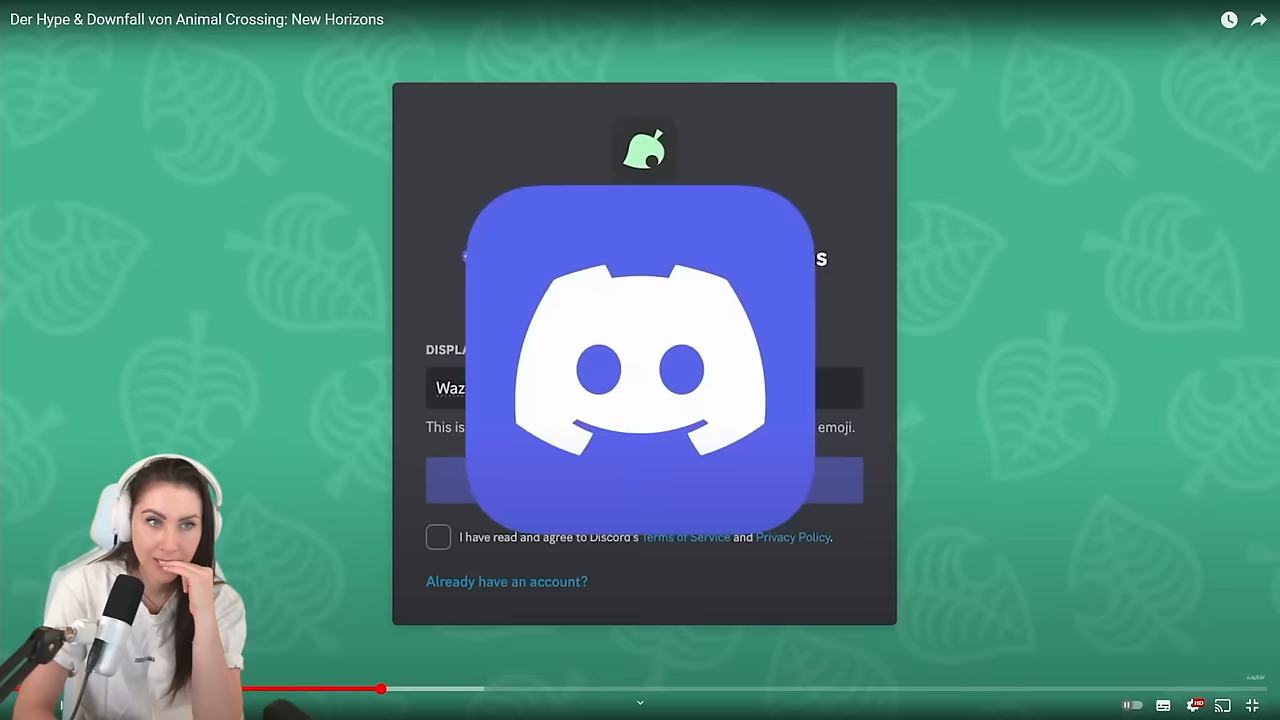 Der Hype & Downfall von Animal Crossing: New Horizons
S
DISPLA
Waz
This is
emoji.
I have read and agree to Discord's Terms of Service and Privacy Policy.
Already have an account?
HD